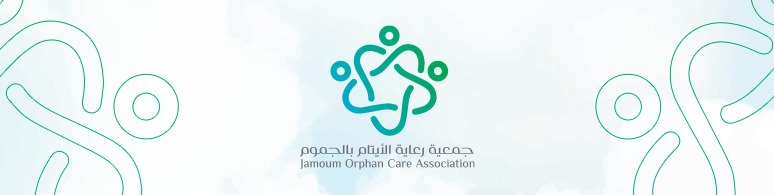 جمعية رعاية الأيتام بالجموم
Jamoum Orphan Care Association